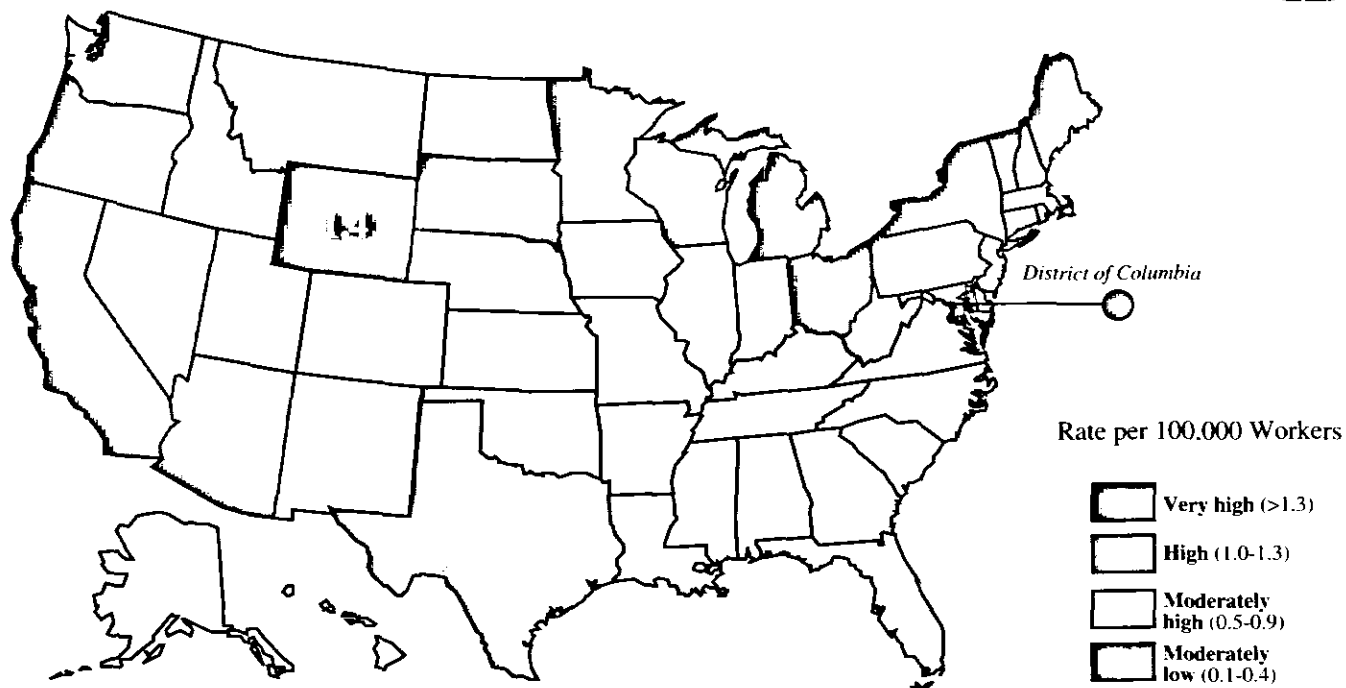 District of Columbia
Rate per 100.000 Workers
Very high (>1.3)
High (1.0-1.3)
Moderately
high (0.5-0.9)
Moderately
low (0.1-0.4)